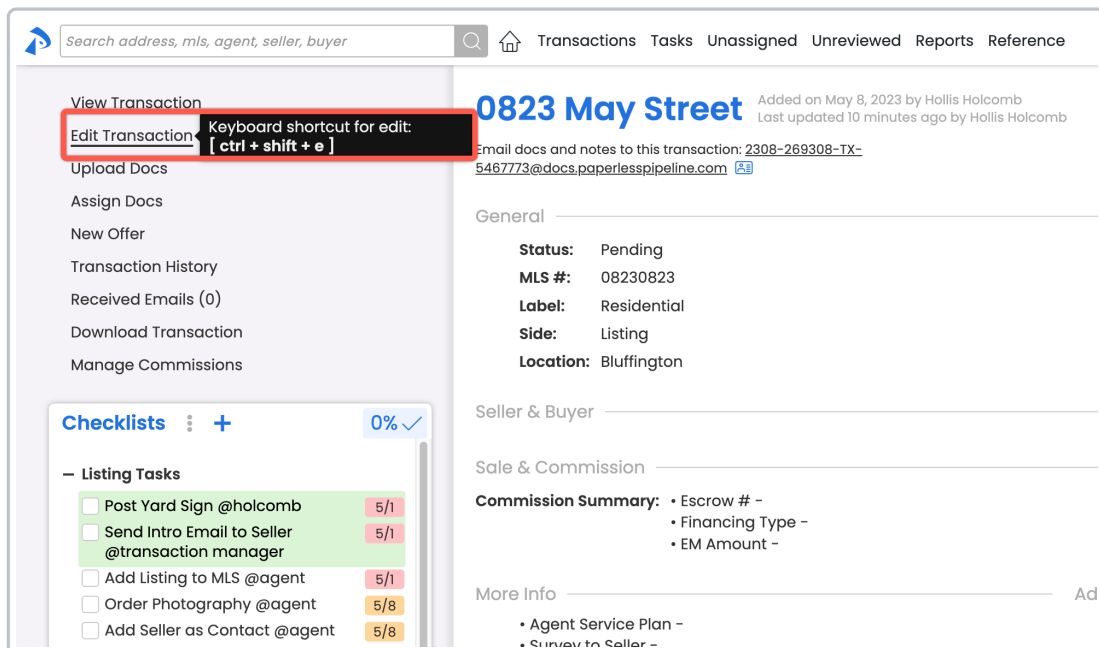 Search address, mls, agent, seller, buyer
Transactions Tasks Unassigned Unreviewed Reports Reference
View Transaction
Edit Transaction
Keyboard shortcut for edit:
[ ctrl + shift + e ]
Upload Docs
Assign Docs
New Offer
Transaction History
Received Emails (0)
Download Transaction
Manage Commissions
Checklists 0%
Listing Tasks
Post Yard Sign @holcomb 5/1
Send Intro Email to Seller 5/1
@transaction manager
Add Listing to MLS @agent 5/1
Order Photography @agent 5/8
Add Seller as Contact @agent 5/8
0823 May Street
Added on May 8, 2023 by Hollis Holcomb
Last updated 10 minutes ago by Hollis Holcomb
Email docs and notes to this transaction: 2308-269308-TX-
5467773@docs.paperlesspipeline.com
General
Status: Pending
MLS #: 08230823
Label: Residential
Side: Listing
Location: Bluffington
Seller & Buyer
Sale & Commission
Commission Summary: • Escrow # -
• Financing Type -
• EM Amount -
More Info Ad
• Agent Service Plan -
• Survey to Seller -